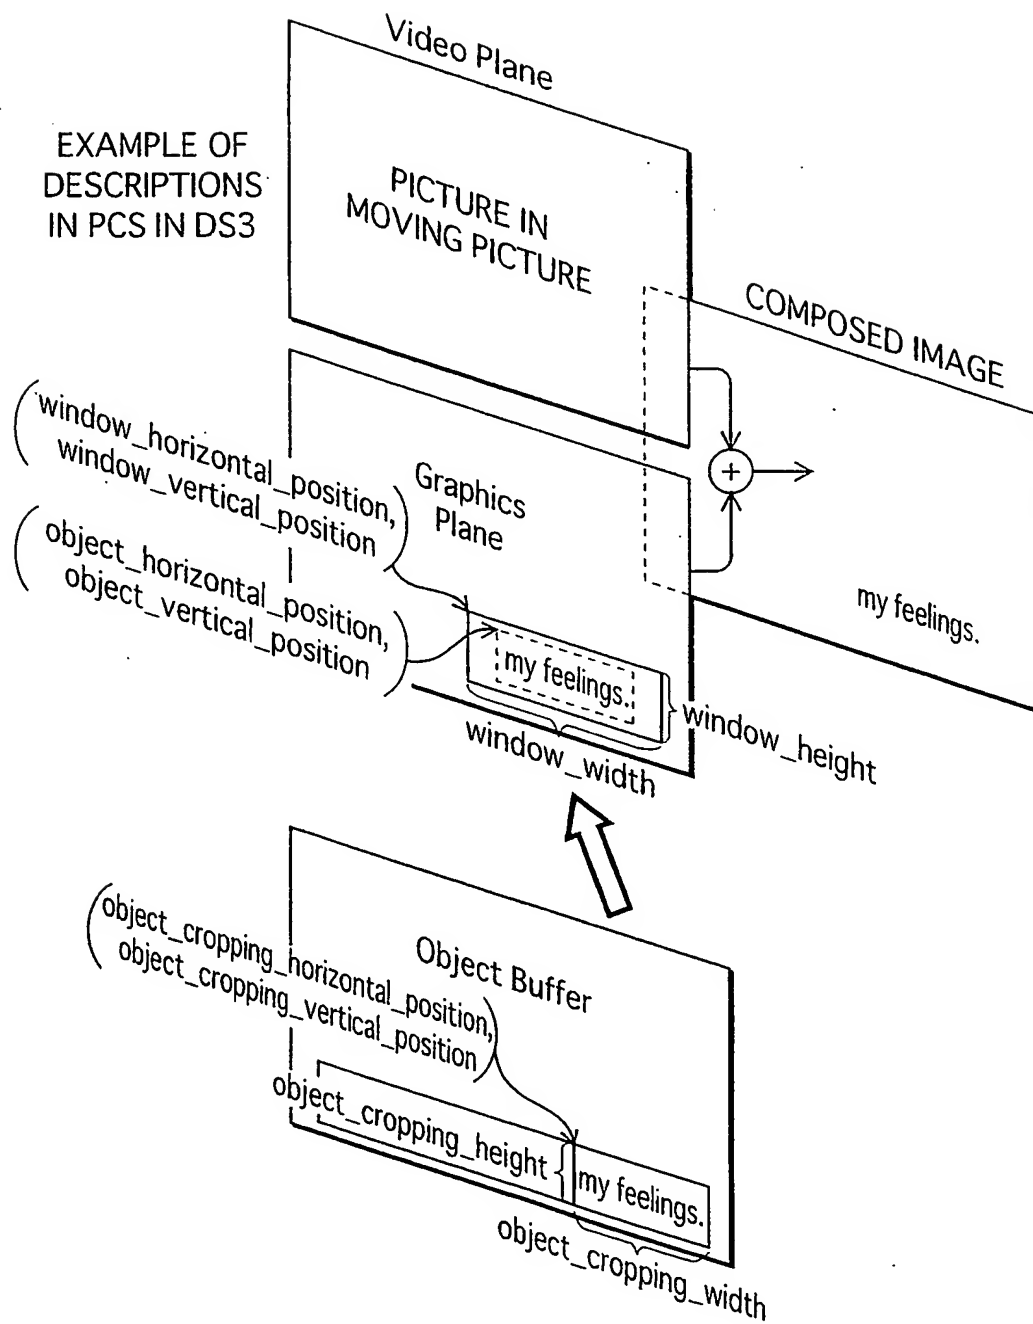 Video Plane
EXAMPLE OF
DESCRIPTIONS
IN PCS IN DS3
PICTURE IN
MOVING PICTURE
COMPOSED IMAGE
(window_horizontal_position,
window_vertical_position)
Graphics
Plane
(object_horizontal_position,
object_vertical_position)
+
my feelings.
my feelings.
window_height
window_width
Object Buffer
(object_cropping_horizontal_position,
object_cropping_vertical_position)
object_cropping_height
my feelings.
object_cropping_width